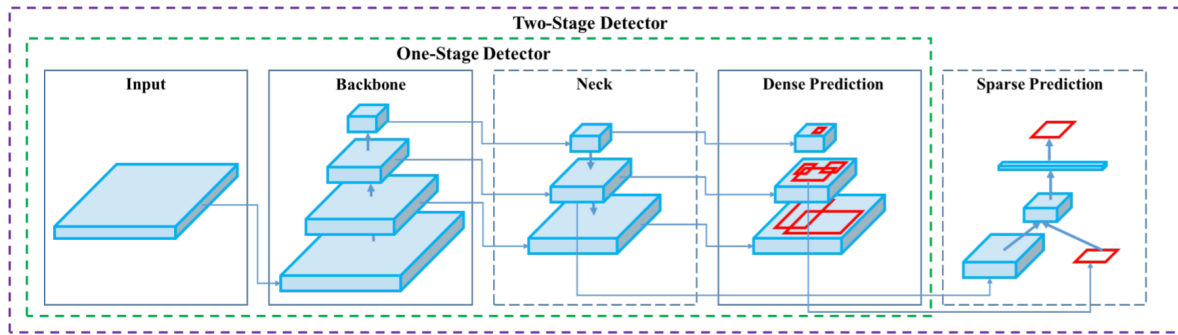 Two-Stage Detector
One-Stage Detector
Input
Backbone
Neck
Dense Prediction
Sparse Prediction